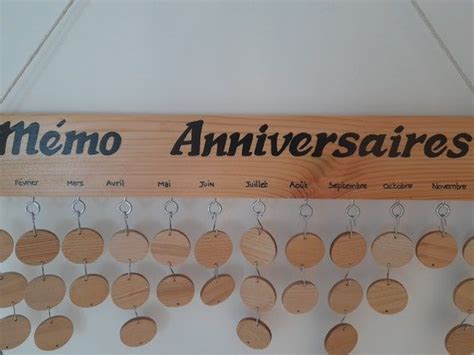 Mémo Anniversaires
Février Mars Avril Mai Juin Juillet Août Septembre Octobre Novembre